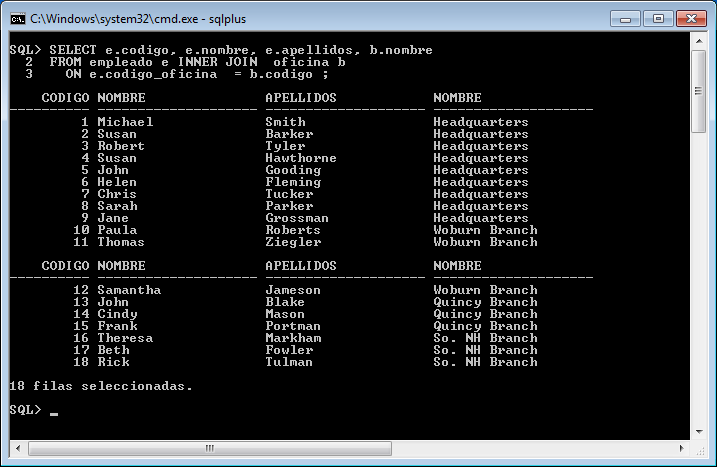 C:\Windows\system32\cmd.exe - sqlplus
SQL> SELECT e.codigo, e.nombre, e.apellidos, b.nombre
2 FROM empleado e INNER JOIN oficina b
3 ON e.codigo_oficina = b.codigo ;
CODIGO NOMBRE APELLIDOS NOMBRE
1 Michael Smith Headquarters
2 Susan Barker Headquarters
3 Robert Tyler Headquarters
4 Susan Hawthorne Headquarters
5 John Gooding Headquarters
6 Helen Fleming Headquarters
7 Chris Tucker Headquarters
8 Sarah Parker Headquarters
9 Jane Grossman Headquarters
10 Paula Roberts Woburn Branch
11 Thomas Ziegler Woburn Branch
CODIGO NOMBRE APELLIDOS NOMBRE
12 Samantha Jameson Woburn Branch
13 John Blake Quincy Branch
14 Cindy Mason Quincy Branch
15 Frank Portman Quincy Branch
16 Theresa Markham So. NH Branch
17 Beth Fowler So. NH Branch
18 Rick Tulman So. NH Branch
18 filas seleccionadas.
SQL> _